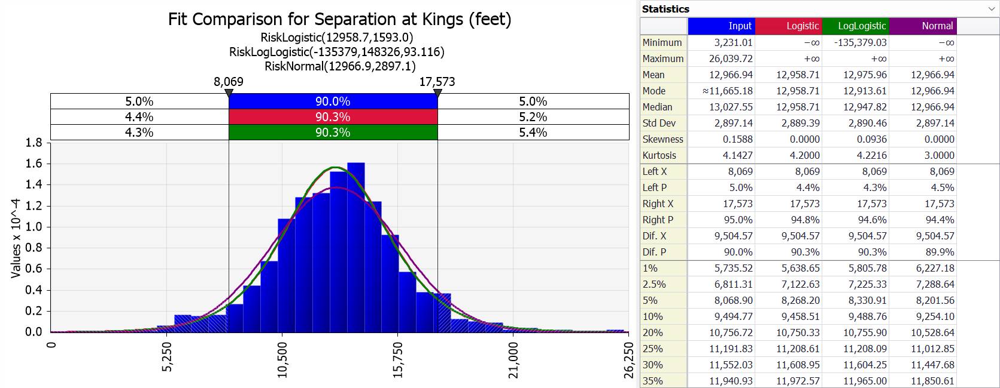 Fit Comparison for Separation at Kings (feet)
RiskLogistic(12958.7,1593.0)
RiskLogLogistic(-135379,148326,93.116)
RiskNormal(12966.9,2897.1)
8,069 17,573
5.0% 90.0% 5.0%
4.4% 90.3% 5.2%
4.3% 90.3% 5.4%
Values x 10^-4
1.8
1.6
1.4
1.2
1.0
0.8
0.6
0.4
0.2
0.0
0 5,250 10,500 15,750 21,000 26,250
Statistics
Input Logistic LogLogistic Normal
Minimum 3,231.01 −∞ -135,379.03 −∞
Maximum 26,039.72 +∞ +∞ +∞
Mean 12,966.94 12,958.71 12,975.96 12,966.94
Mode ≈11,665.18 12,958.71 12,913.61 12,966.94
Median 13,027.55 12,958.71 12,947.82 12,966.94
Std Dev 2,897.14 2,889.39 2,890.46 2,897.14
Skewness 0.1588 0.0000 0.0936 0.0000
Kurtosis 4.1427 4.2000 4.2216 3.0000
Left X 8,069 8,069 8,069 8,069
Left P 5.0% 4.4% 4.3% 4.5%
Right X 17,573 17,573 17,573 17,573
Right P 95.0% 94.8% 94.6% 94.4%
Dif. X 9,504.57 9,504.57 9,504.57 9,504.57
Dif. P 90.0% 90.3% 90.3% 89.9%
1% 5,735.52 5,638.65 5,805.78 6,227.18
2.5% 6,811.31 7,122.63 7,225.33 7,288.64
5% 8,068.90 8,268.20 8,330.91 8,201.56
10% 9,494.77 9,458.51 9,488.76 9,254.10
20% 10,756.72 10,750.33 10,755.90 10,528.64
25% 11,191.83 11,208.61 11,208.09 11,012.85
30% 11,552.03 11,608.95 11,604.25 11,447.68
35% 11,940.93 11,972.57 11,965.00 11,850.61